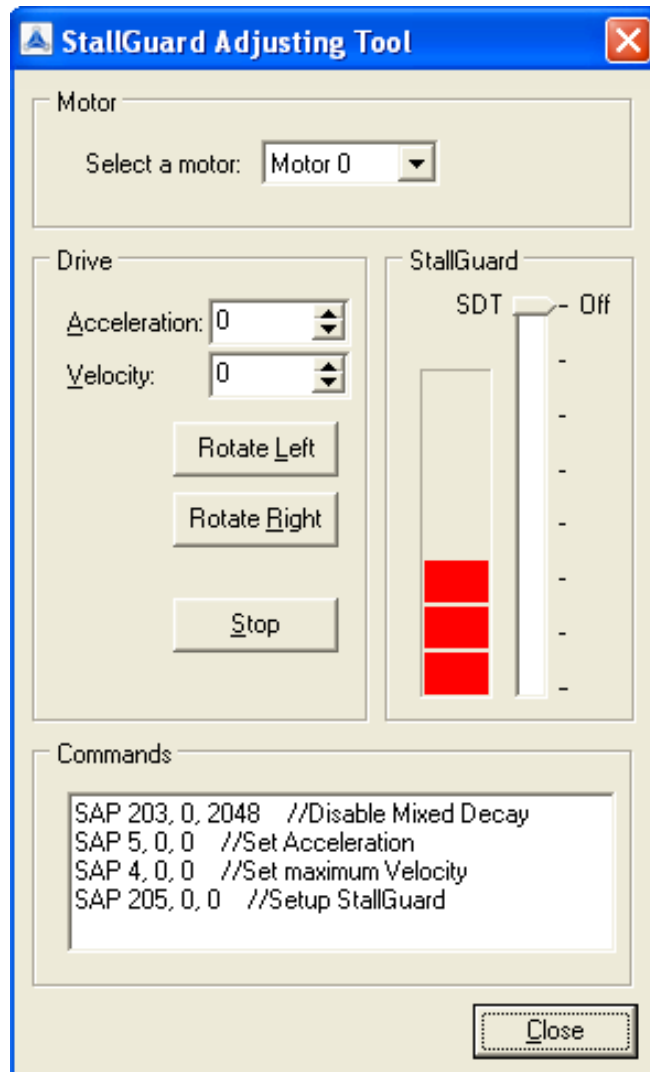 StallGuard Adjusting Tool
Motor
Select a motor: Motor 0
Drive
Acceleration: 0
Velocity: 0
Rotate Left
Rotate Right
Stop
StallGuard
SDT - Off
Commands
SAP 203, 0, 2048 //Disable Mixed Decay
SAP 5, 0, 0 //Set Acceleration
SAP 4, 0, 0 //Set maximum Velocity
SAP 205, 0, 0 //Setup StallGuard
Close